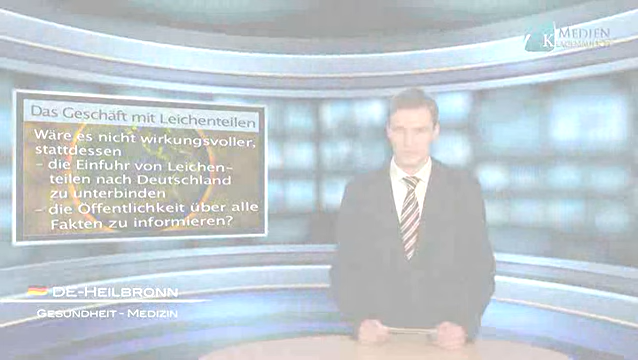 K
MEDIEN
Das Geschäft mit Leichenteilen
Wäre es nicht wirkungsvoller,
stattdessen
- die Einfuhr von Leichen-
teilen nach Deutschland
zu unterbinden
- die Öffentlichkeit über alle
Fakten zu informieren?
DE-HEILBRONN
GESUNDHEIT - MEDIZIN